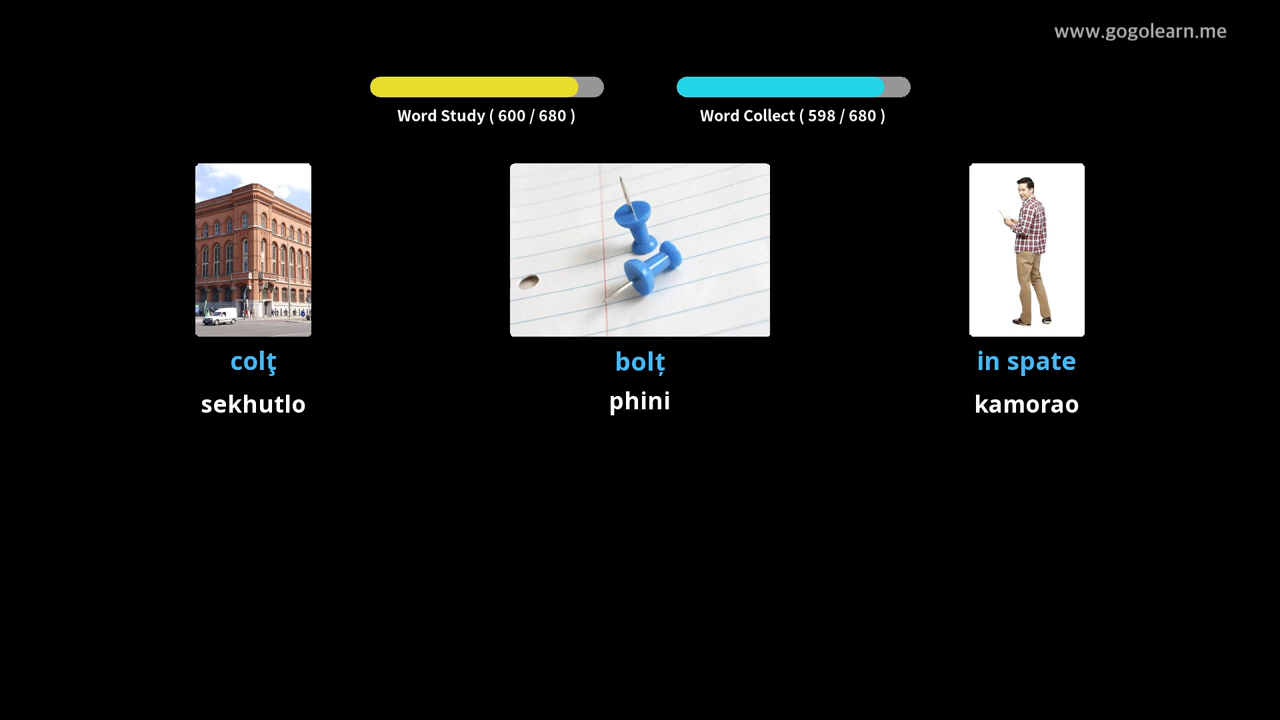 www.gogolearn.me
Word Study ( 600 / 680 )
Word Collect ( 598 / 680 )
colţ
bolț
in spate
sekhutlo
phini
kamorao